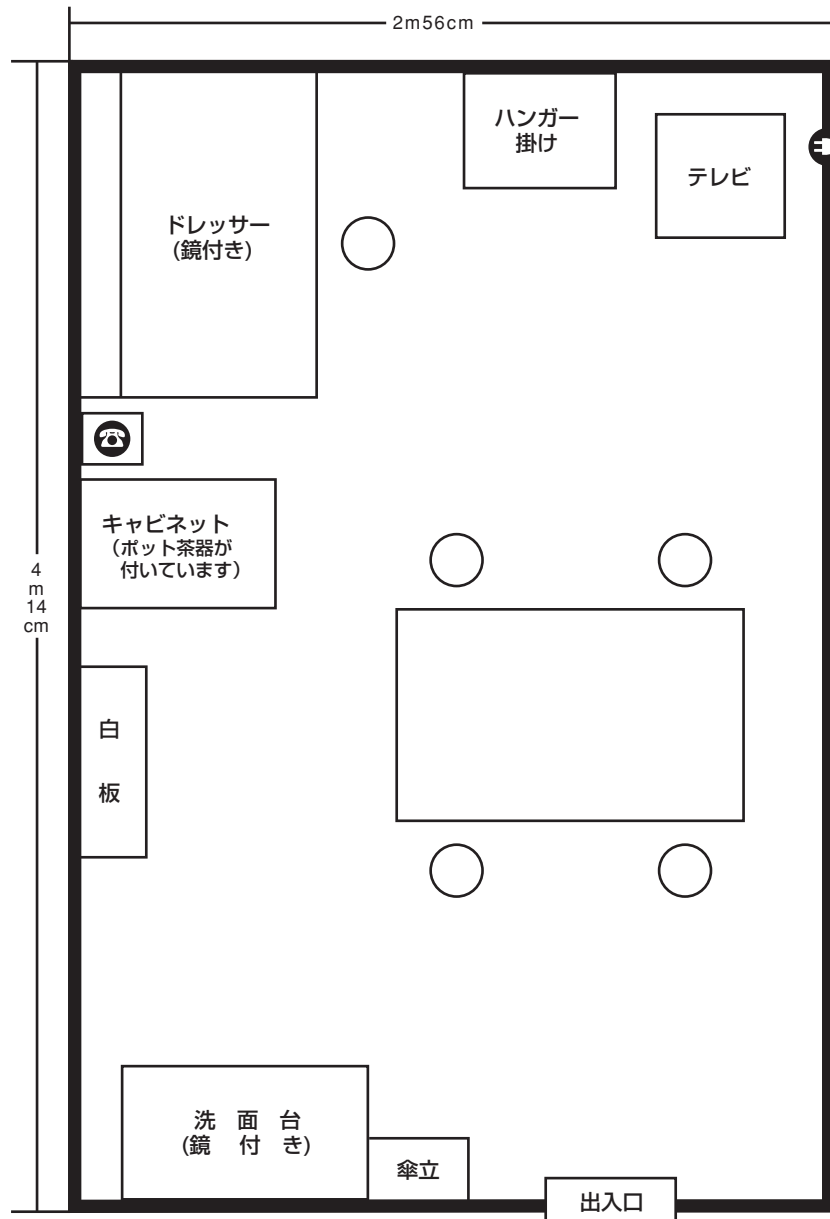 2m56cm
ハンガー
掛け
テレビ
ドレッサー
(鏡付き)
キャビネット
（ポット茶器が
付いています）
4
m
14
cm
白
板
洗 面 台
(鏡 付 き)
傘立
出入口